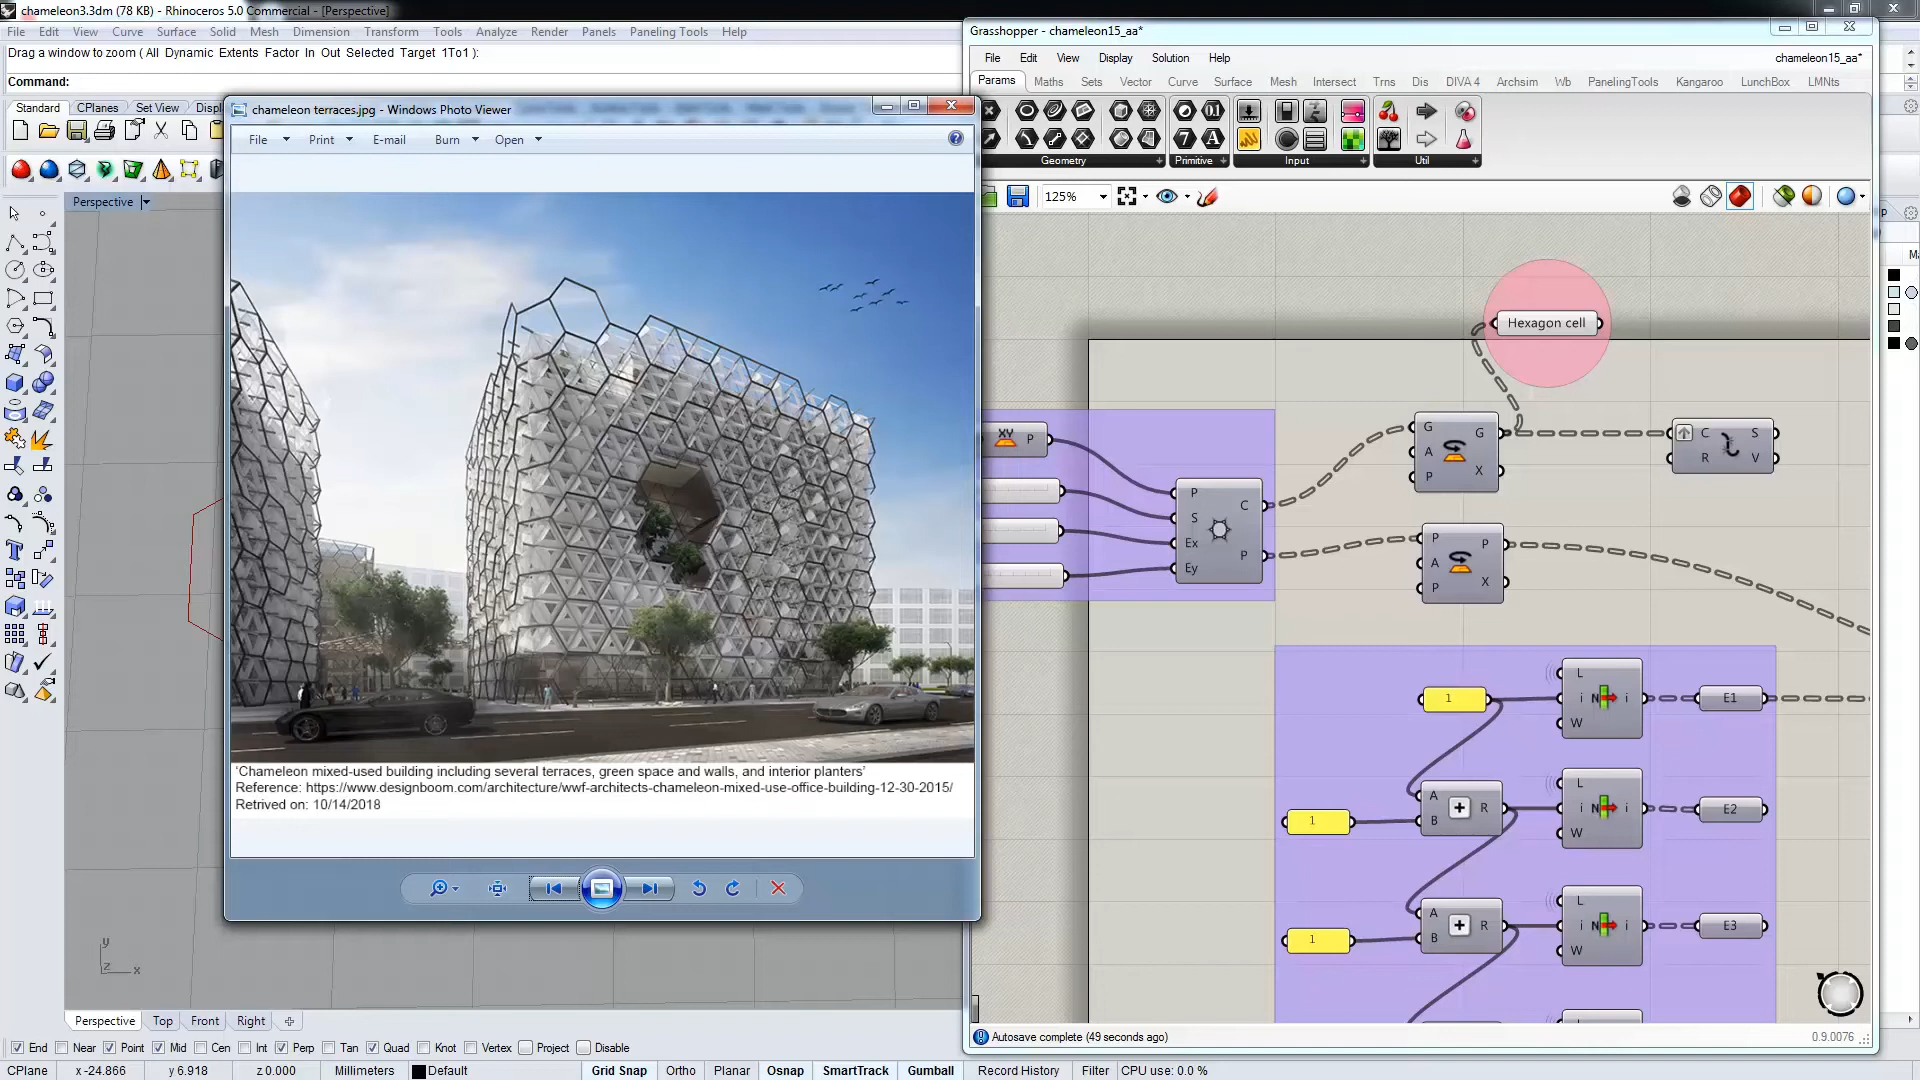 chameleon3.3dm (78 KB) - Rhinoceros 5.0 Commercial - [Perspective]
File Edit View Curve Surface Solid Mesh Dimension Transform Tools Analyze Render Panels Paneling Tools Help
Drag a window to zoom ( All Dynamic Extents Factor In Out Selected Target 1To1 ):
Command:
Standard CPlanes Set View Displ
Perspective
chameleon terraces.jpg - Windows Photo Viewer
File Print E-mail Burn Open
'Chameleon mixed-used building including several terraces, green space and walls, and interior planters'
Reference: https://www.designboom.com/architecture/wwf-architects-chameleon-mixed-use-office-building-12-30-2015/
Retrived on: 10/14/2018
y
z x
Perspective Top Front Right
End Near Point Mid Cen Int Perp Tan Quad Knot Vertex Project Disable
CPlane x -24.866 y 6.918 z 0.000 Millimeters Default Grid Snap Ortho Planar Osnap SmartTrack Gumball Record History Filter CPU use: 0.0 %
Grasshopper - chameleon15_aa*
File Edit View Display Solution Help chameleon15_aa*
Params Maths Sets Vector Curve Surface Mesh Intersect Trns Dis DIVA 4 Archsim Wb PanelingTools Kangaroo LunchBox LMNts
Geometry Primitive Input Util
125%
Hexagon cell
XY P
P S Ex Ey C P
G A P G X
C R S V
P A P P X
1
L i W N i
E1
1
A B R
L i W N i
E2
1
A B R
L i W N i
E3
Autosave complete (49 seconds ago)
0.9.0076